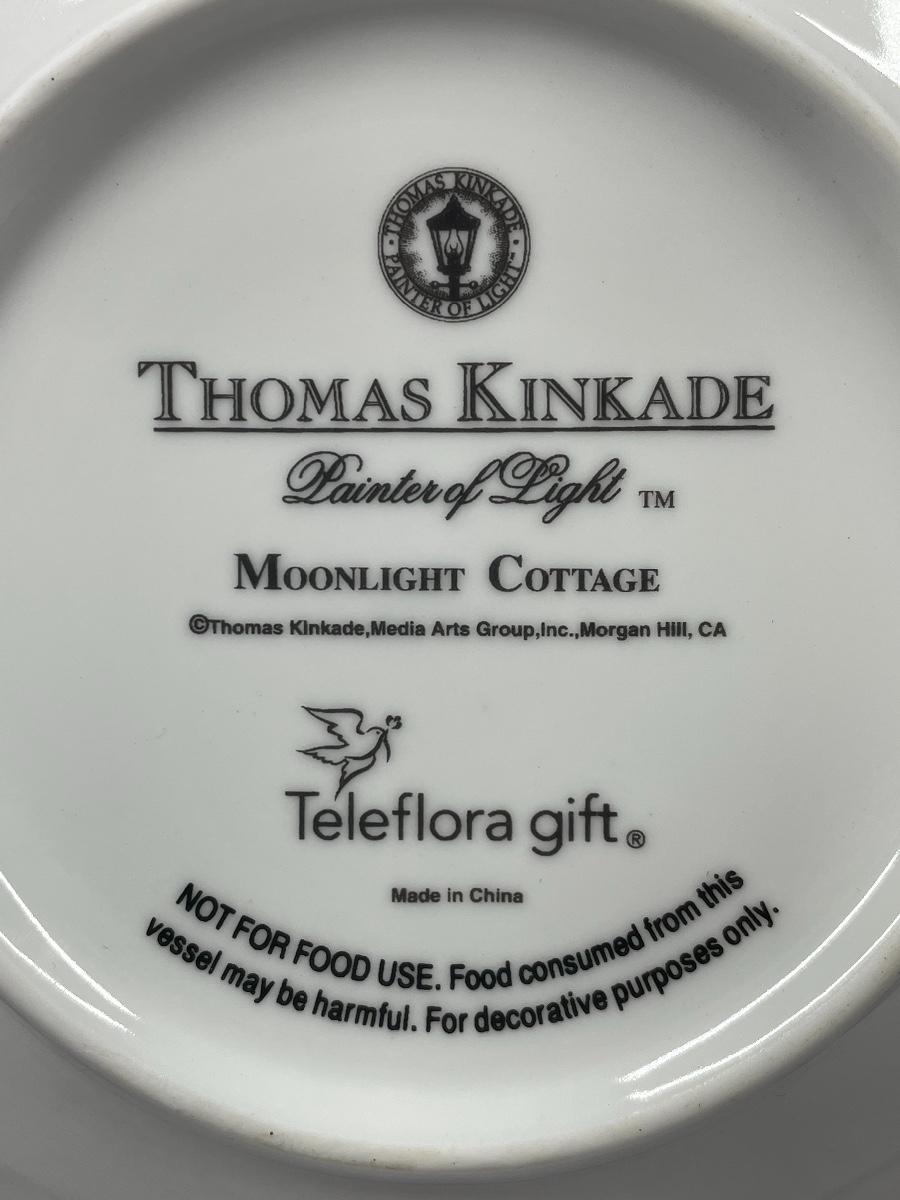 THOMAS KINKADE
PAINTER OF LIGHT™
THOMAS KINKADE
Painter of Light TM
MOONLIGHT COTTAGE
©Thomas Kinkade,Media Arts Group,Inc.,Morgan Hill, CA
Teleflora gift®
Made in China
NOT FOR FOOD USE. Food consumed from this
vessel may be harmful. For decorative purposes only.